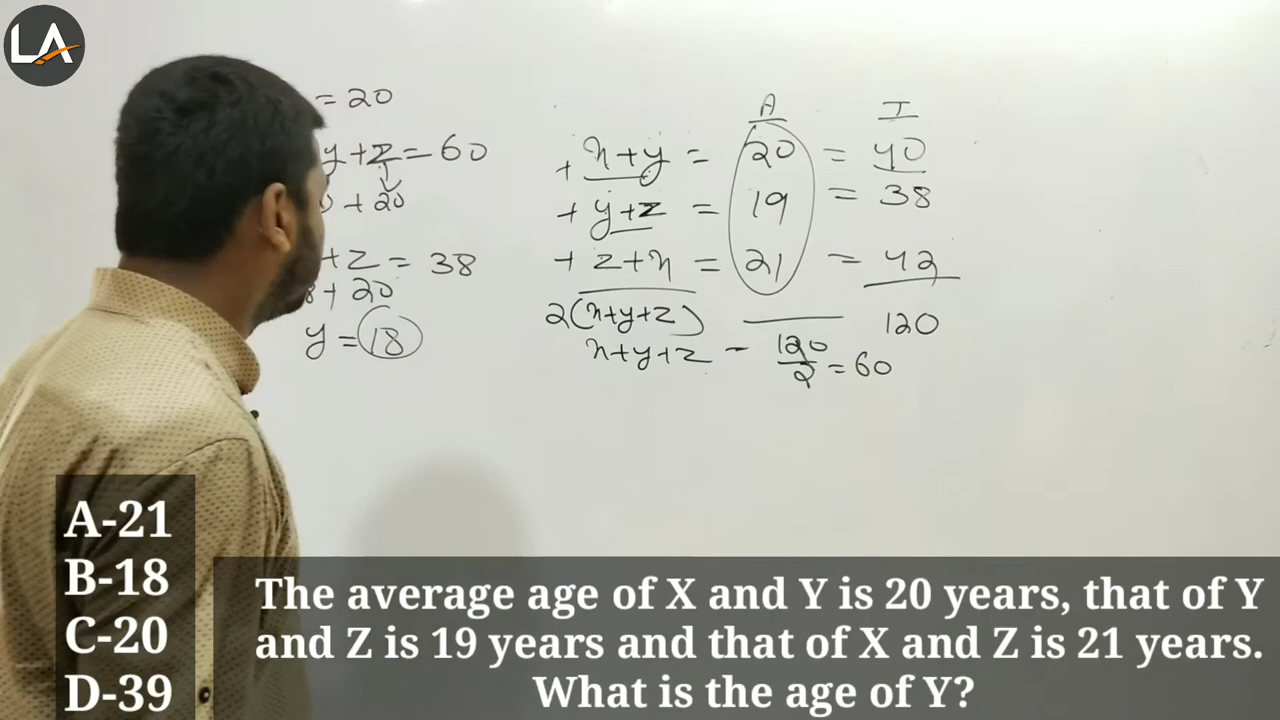 LA
= 20
y+z = 60
+ 20
+z = 38
+ 20
y = 18
A I
+ x+y = 20 = 40
+ y+z = 19 = 38
+ z+x = 21 = 42
2(x+y+z) 120
x+y+z - 120/2 = 60
A-21
B-18
C-20
D-39
The average age of X and Y is 20 years, that of Y
and Z is 19 years and that of X and Z is 21 years.
What is the age of Y?